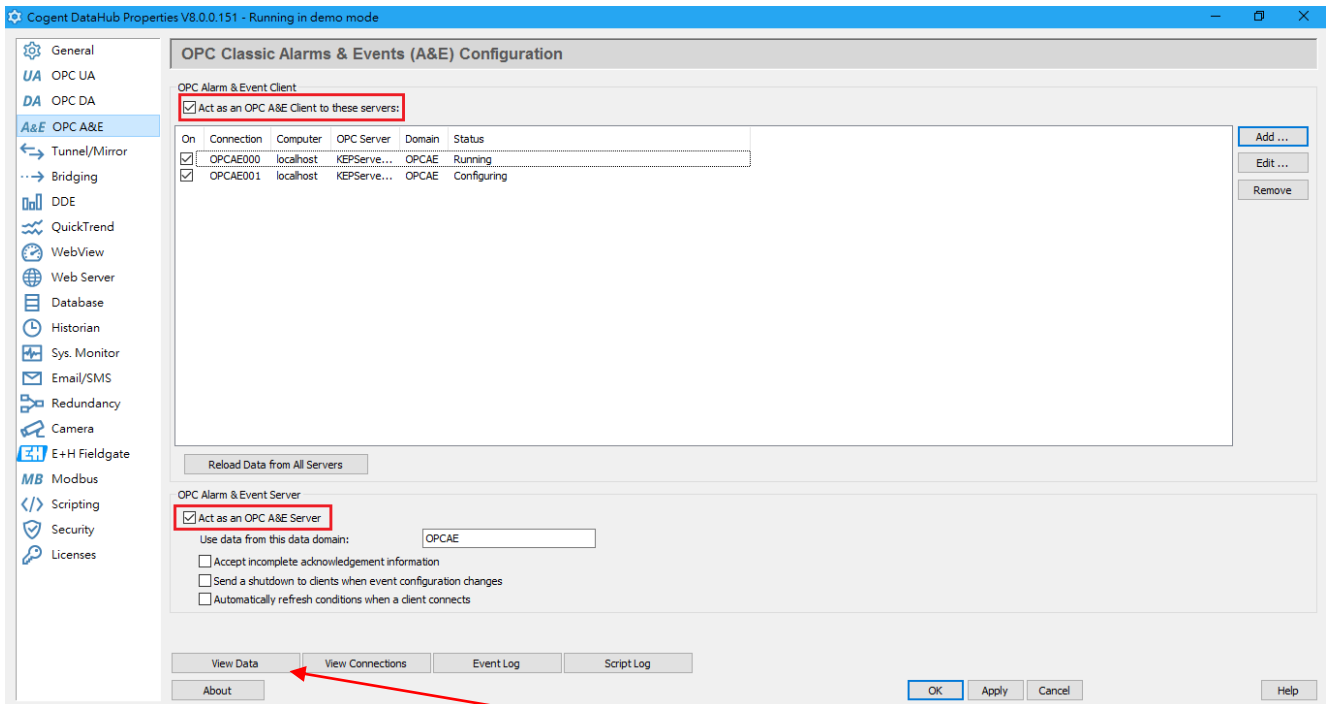 Cogent DataHub Properties V8.0.0.151 - Running in demo mode
General
UA OPC UA
DA OPC DA
A&E OPC A&E
Tunnel/Mirror
Bridging
DDE
QuickTrend
WebView
Web Server
Database
Historian
Sys. Monitor
Email/SMS
Redundancy
Camera
E+H E+H Fieldgate
MB Modbus
Scripting
Security
Licenses
OPC Classic Alarms & Events (A&E) Configuration
OPC Alarm & Event Client
Act as an OPC A&E Client to these servers:
On Connection Computer OPC Server Domain Status
OPCAE000 localhost KEPServe... OPCAE Running
OPCAE001 localhost KEPServe... OPCAE Configuring
Add ...
Edit ...
Remove
Reload Data from All Servers
OPC Alarm & Event Server
Act as an OPC A&E Server
Use data from this data domain: OPCAE
Accept incomplete acknowledgement information
Send a shutdown to clients when event configuration changes
Automatically refresh conditions when a client connects
View Data View Connections Event Log Script Log
About OK Apply Cancel Help